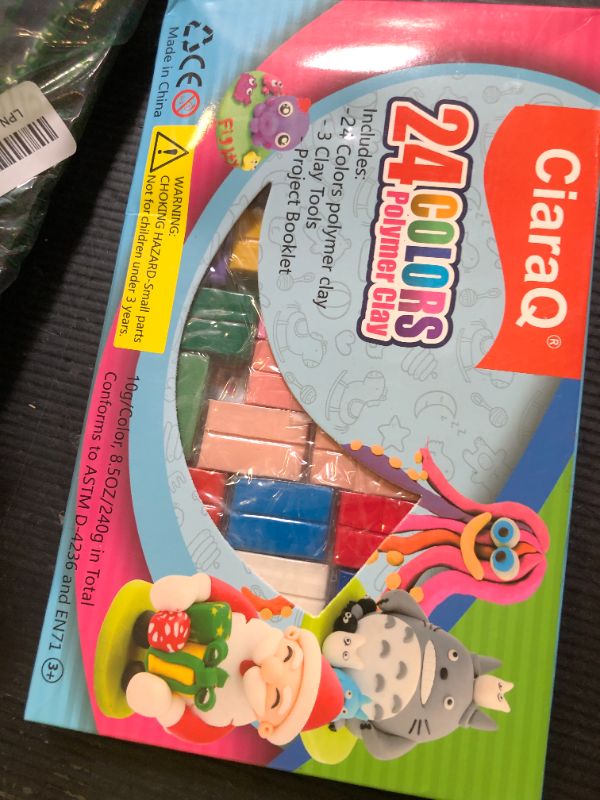 CiaraQ®
24 COLORS
Polymer Clay
Includes:
-24 Colors polymer clay
- 3 Clay Tools
Project Booklet
CE
Made in China
WARNING:
CHOKING HAZARD-Small parts
Not for children under 3 years.
10g/Color, 8.5OZ/240g in Total
Conforms to ASTM D-4236 and EN71 3+
LPN